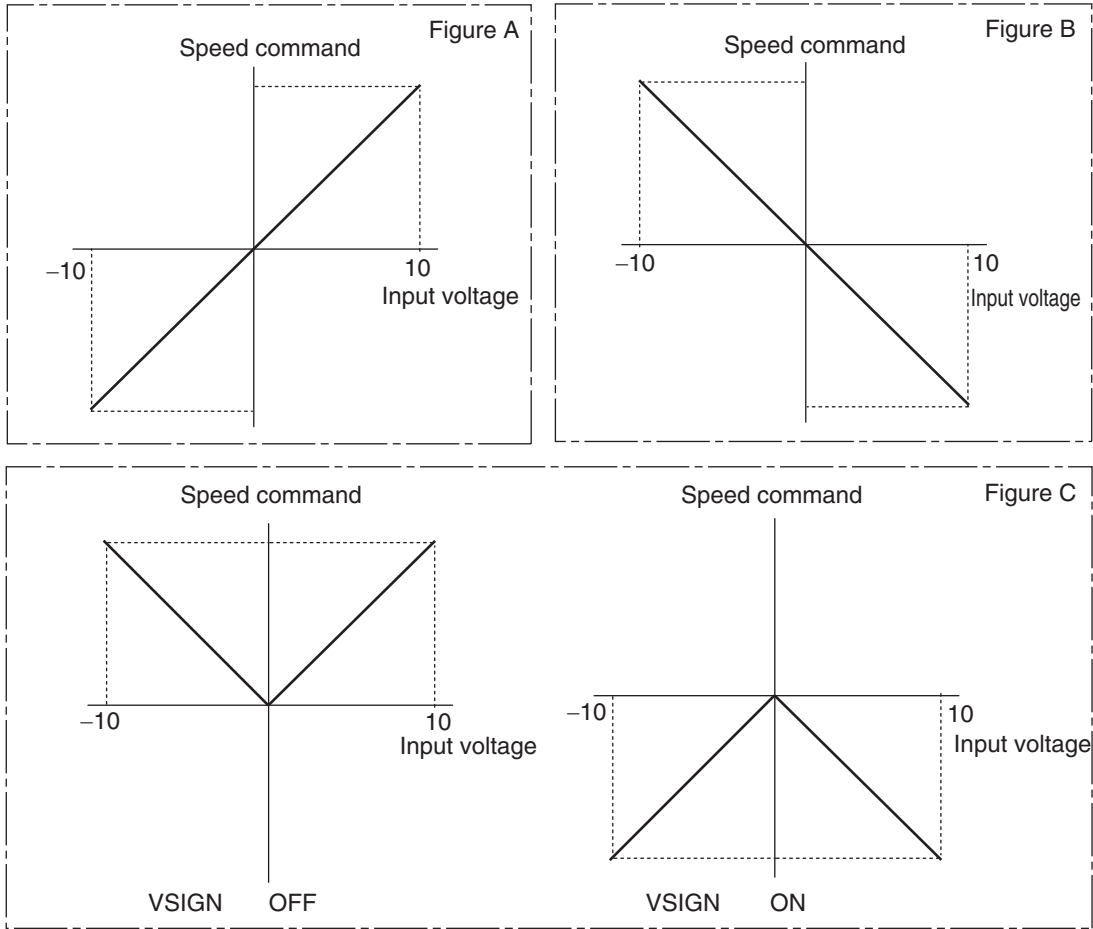 Figure A
Speed command
−10
10
Input voltage
Figure B
Speed command
−10
10
Input voltage
Figure C
Speed command
−10
10
Input voltage
VSIGN OFF
Speed command
−10
10
Input voltage
VSIGN ON